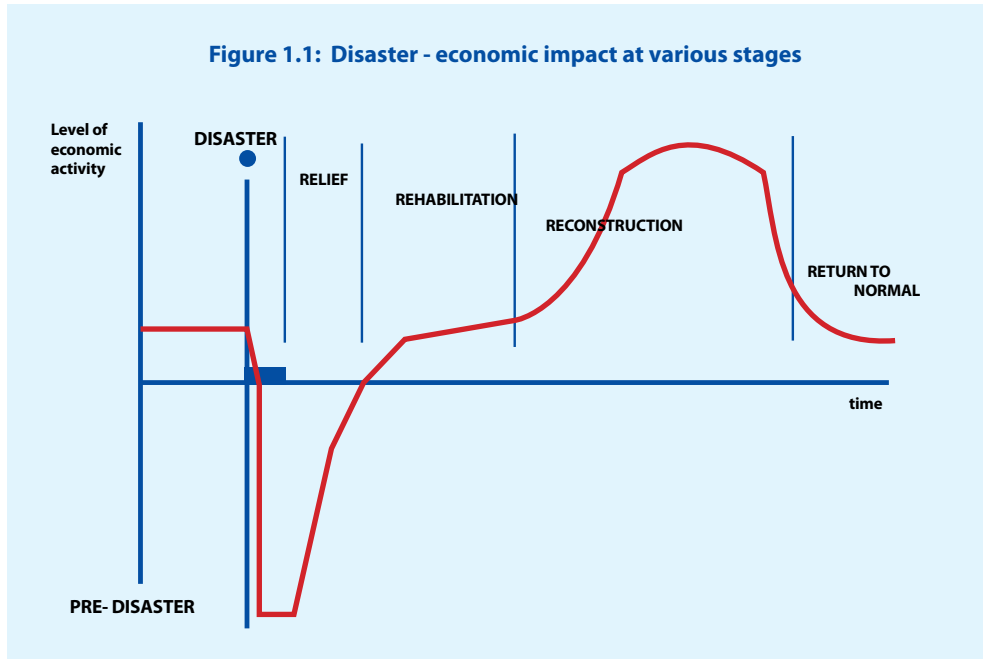 Figure 1.1: Disaster - economic impact at various stages
Level of
economic
activity
DISASTER
RELIEF
REHABILITATION
RECONSTRUCTION
RETURN TO
NORMAL
time
PRE- DISASTER